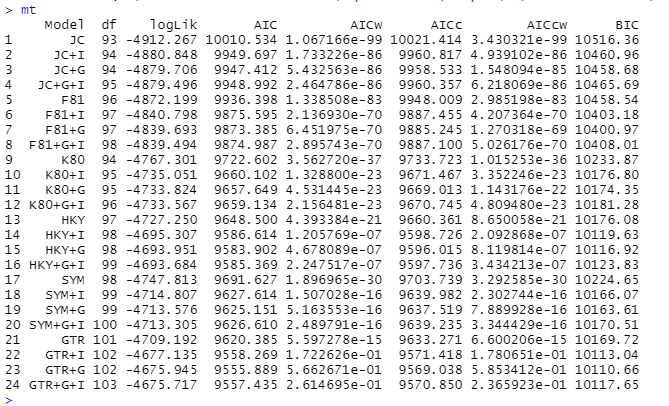 > mt
Model df logLik AIC AICw AICc AICcw BIC
1 JC 93 -4912.267 10010.534 1.067166e-99 10021.414 3.430321e-99 10516.36
2 JC+I 94 -4880.848 9949.697 1.733226e-86 9960.817 4.939102e-86 10460.96
3 JC+G 94 -4879.706 9947.412 5.432563e-86 9958.533 1.548094e-85 10458.68
4 JC+G+I 95 -4879.496 9948.992 2.464786e-86 9960.357 6.218069e-86 10465.69
5 F81 96 -4872.199 9936.398 1.338508e-83 9948.009 2.985198e-83 10458.54
6 F81+I 97 -4840.798 9875.595 2.136930e-70 9887.455 4.207364e-70 10403.18
7 F81+G 97 -4839.693 9873.385 6.451975e-70 9885.245 1.270318e-69 10400.97
8 F81+G+I 98 -4839.494 9874.987 2.895743e-70 9887.100 5.026176e-70 10408.01
9 K80 94 -4767.301 9722.602 3.562720e-37 9733.723 1.015253e-36 10233.87
10 K80+I 95 -4735.051 9660.102 1.328800e-23 9671.467 3.352246e-23 10176.80
11 K80+G 95 -4733.824 9657.649 4.531445e-23 9669.013 1.143176e-22 10174.35
12 K80+G+I 96 -4733.567 9659.134 2.156481e-23 9670.745 4.809480e-23 10181.28
13 HKY 97 -4727.250 9648.500 4.393384e-21 9660.361 8.650058e-21 10176.08
14 HKY+I 98 -4695.307 9586.614 1.205769e-07 9598.726 2.092868e-07 10119.63
15 HKY+G 98 -4693.951 9583.902 4.678089e-07 9596.015 8.119814e-07 10116.92
16 HKY+G+I 99 -4693.684 9585.369 2.247517e-07 9597.736 3.434213e-07 10123.83
17 SYM 98 -4747.813 9691.627 1.896965e-30 9703.739 3.292585e-30 10224.65
18 SYM+I 99 -4714.807 9627.614 1.507028e-16 9639.982 2.302744e-16 10166.07
19 SYM+G 99 -4713.576 9625.151 5.163553e-16 9637.519 7.889928e-16 10163.61
20 SYM+G+I 100 -4713.305 9626.610 2.489791e-16 9639.235 3.344429e-16 10170.51
21 GTR 101 -4709.192 9620.385 5.597278e-15 9633.271 6.600206e-15 10169.72
22 GTR+I 102 -4677.135 9558.269 1.722626e-01 9571.418 1.780651e-01 10113.04
23 GTR+G 102 -4675.945 9555.889 5.662671e-01 9569.038 5.853412e-01 10110.66
24 GTR+G+I 103 -4675.717 9557.435 2.614695e-01 9570.850 2.365923e-01 10117.65
>